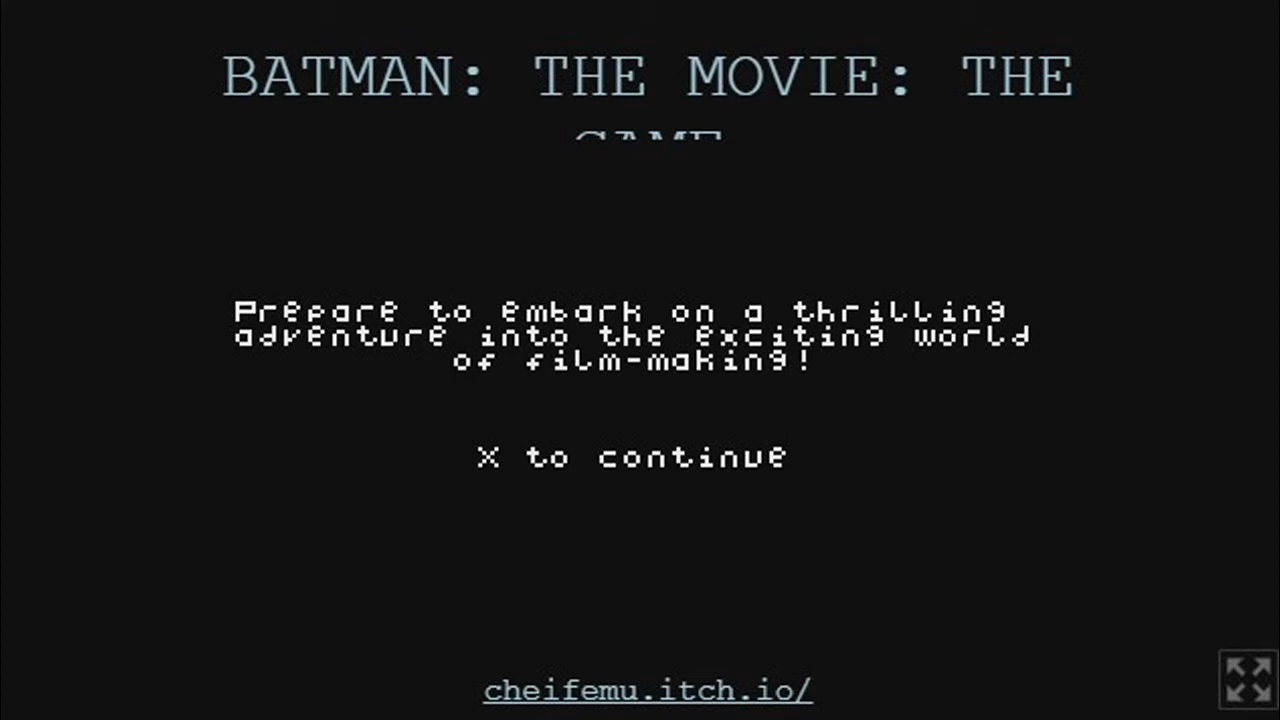 BATMAN: THE MOVIE: THE
GAME
Prepare to embark on a thrilling
adventure into the exciting world
of film-making!
X to continue
cheifemu.itch.io/